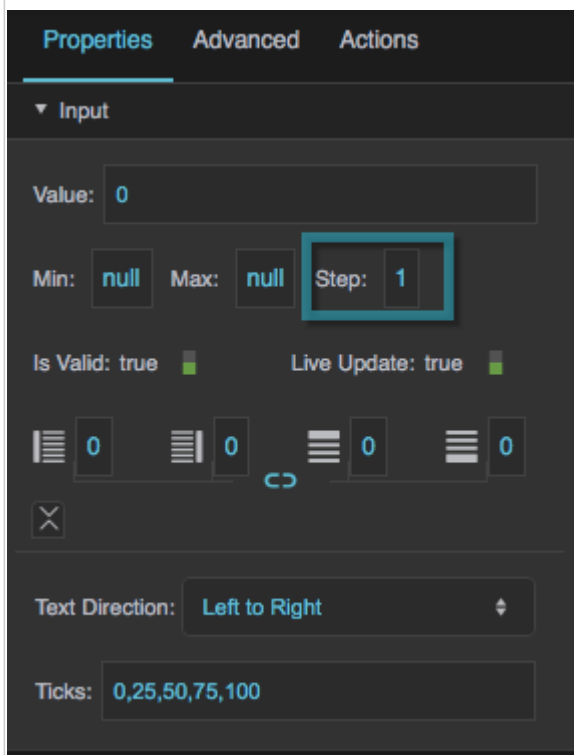 Properties Advanced Actions
Input
Value: 0
Min: null Max: null Step: 1
Is Valid: true Live Update: true
0 0 0 0
Text Direction: Left to Right
Ticks: 0,25,50,75,100